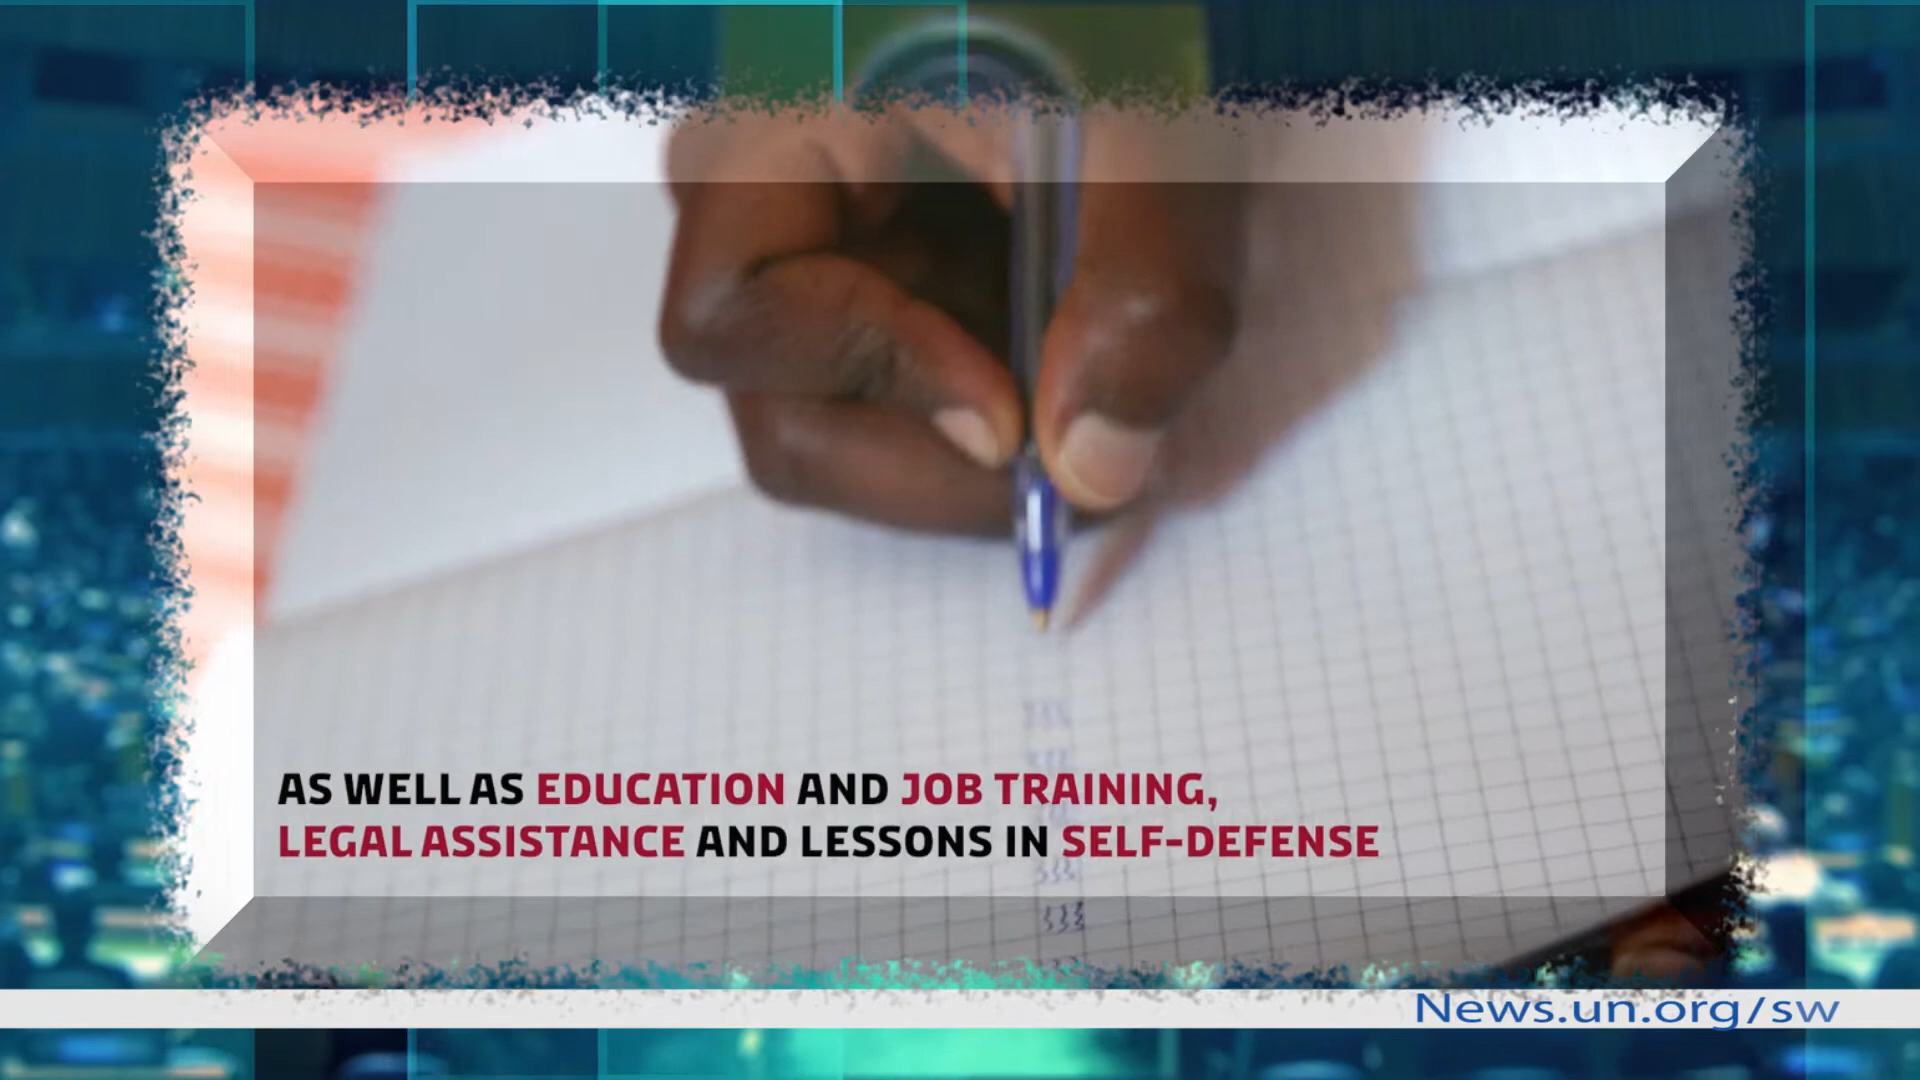 AS WELL AS EDUCATION AND JOB TRAINING,
LEGAL ASSISTANCE AND LESSONS IN SELF-DEFENSE
News.un.org/sw